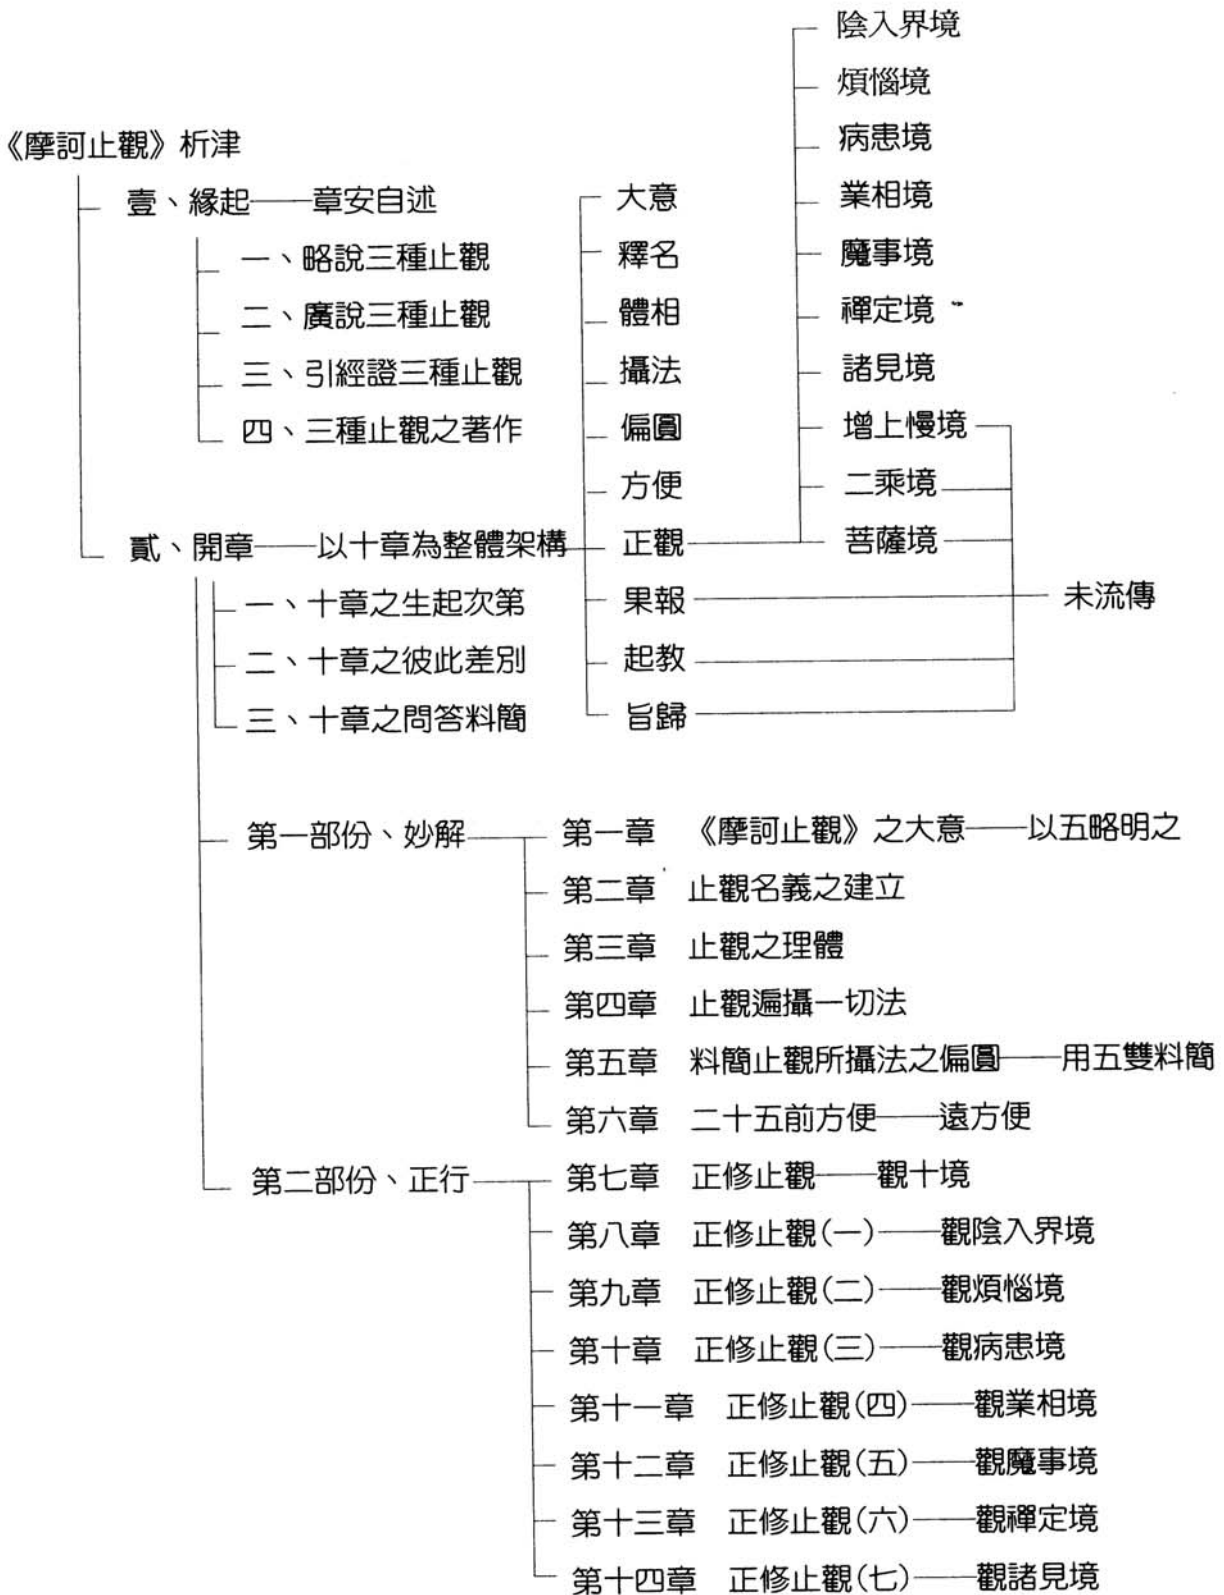 《摩訶止觀》析津
壹、緣起——章安自述
一、略說三種止觀
二、廣說三種止觀
三、引經證三種止觀
四、三種止觀之著作
貳、開章——以十章為整體架構
大意
釋名
體相
攝法
偏圓
方便
正觀
果報
起教
旨歸
陰入界境
煩惱境
病患境
業相境
魔事境
禪定境
諸見境
增上慢境
二乘境
菩薩境
未流傳
一、十章之生起次第
二、十章之彼此差別
三、十章之問答料簡
第一部份、妙解
第一章 《摩訶止觀》之大意——以五略明之
第二章 止觀名義之建立
第三章 止觀之理體
第四章 止觀遍攝一切法
第五章 料簡止觀所攝法之偏圓——用五雙料簡
第六章 二十五前方便——遠方便
第二部份、正行
第七章 正修止觀——觀十境
第八章 正修止觀(一)——觀陰入界境
第九章 正修止觀(二)——觀煩惱境
第十章 正修止觀(三)——觀病患境
第十一章 正修止觀(四)——觀業相境
第十二章 正修止觀(五)——觀魔事境
第十三章 正修止觀(六)——觀禪定境
第十四章 正修止觀(七)——觀諸見境